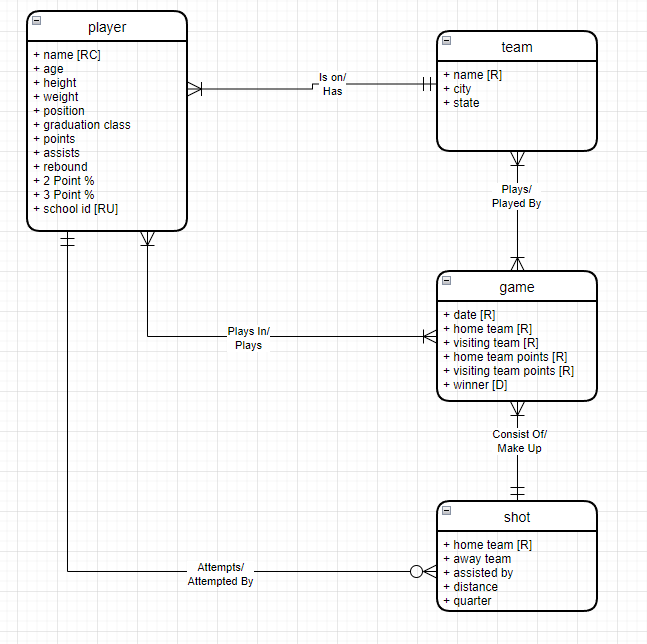 player
+ name [RC]
+ age
+ height
+ weight
+ position
+ graduation class
+ points
+ assists
+ rebound
+ 2 Point %
+ 3 Point %
+ school id [RU]
Is on/
Has
team
+ name [R]
+ city
+ state
Plays/
Played By
game
+ date [R]
+ home team [R]
+ visiting team [R]
+ home team points [R]
+ visiting team points [R]
+ winner [D]
Plays In/
Plays
Consist Of/
Make Up
shot
+ home team [R]
+ away team
+ assisted by
+ distance
+ quarter
Attempts/
Attempted By